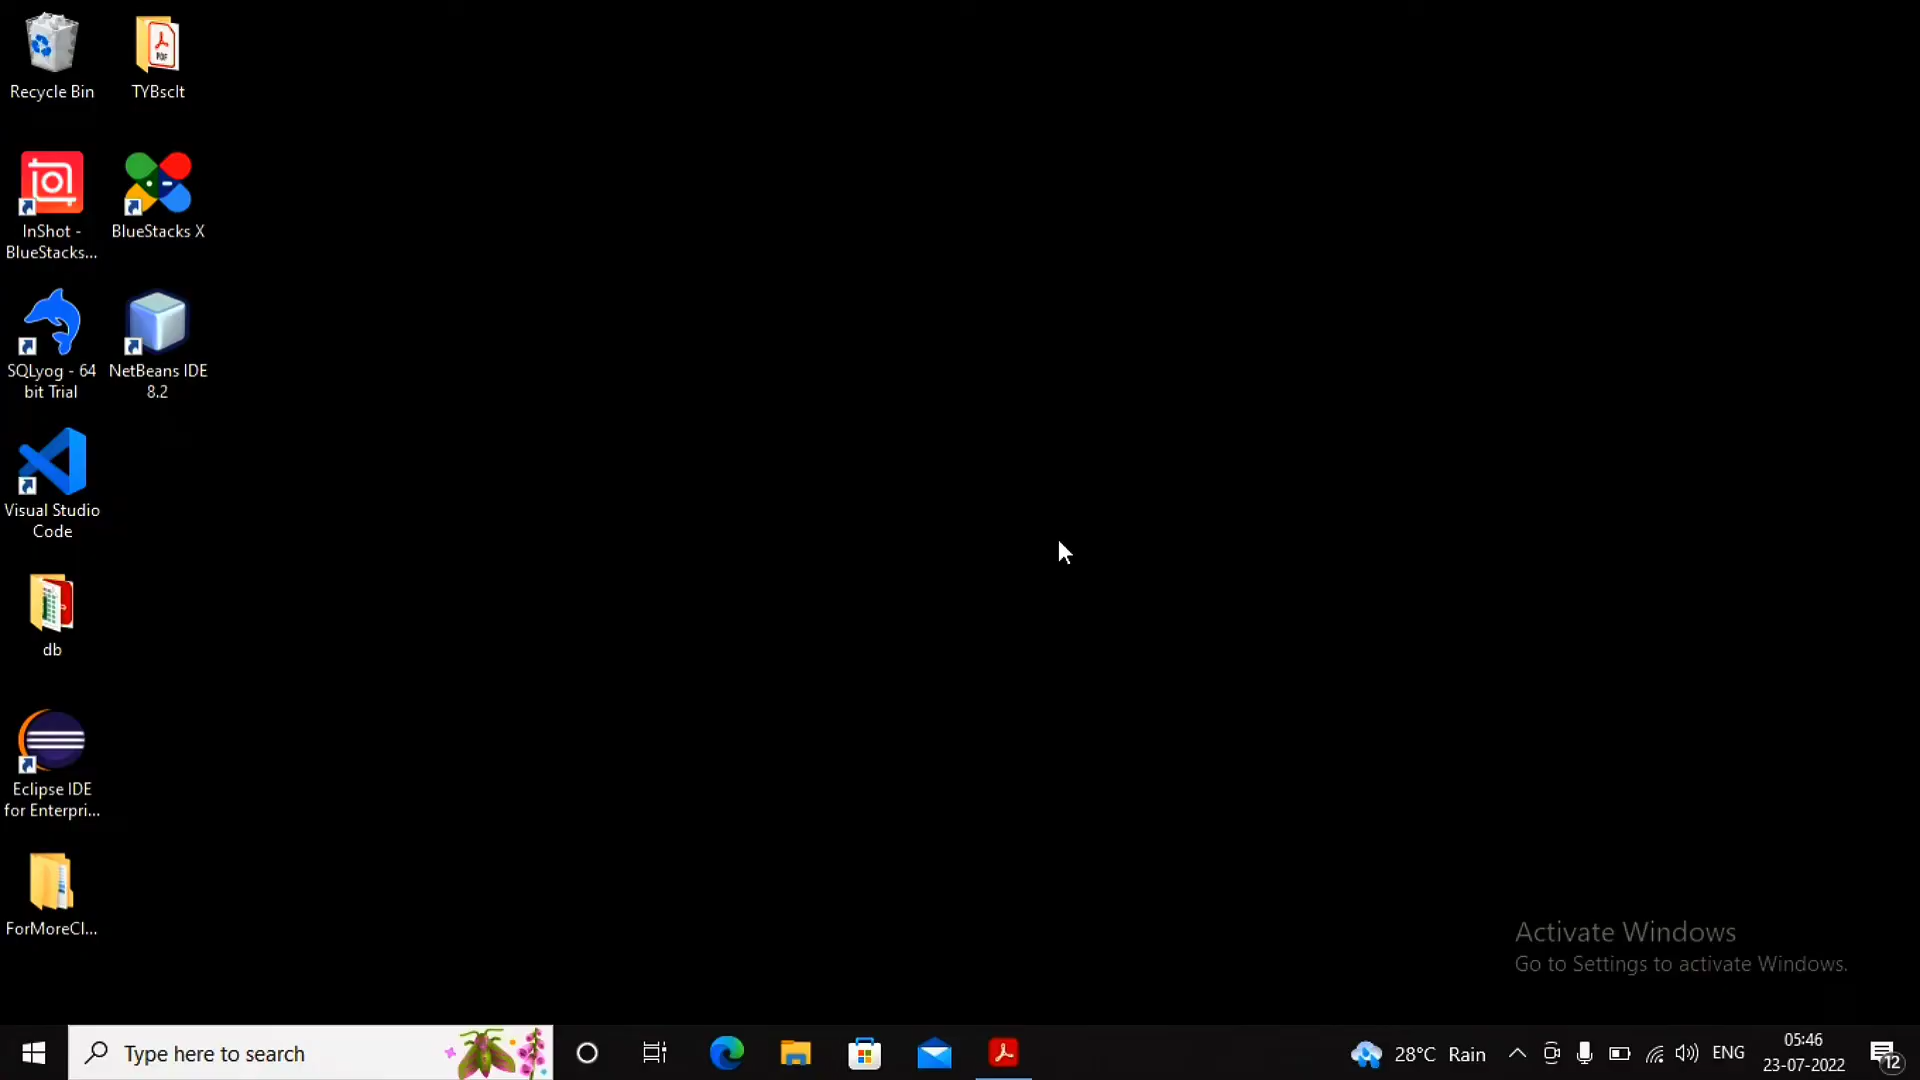 Recycle Bin
TYBscIt
InShot -
BlueStacks...
BlueStacks X
SQLyog - 64
bit Trial
NetBeans IDE
8.2
Visual Studio
Code
db
Eclipse IDE
for Enterpri...
ForMoreCl...
Activate Windows
Go to Settings to activate Windows.
Type here to search
28°C Rain
ENG
05:46
23-07-2022
12
PDF